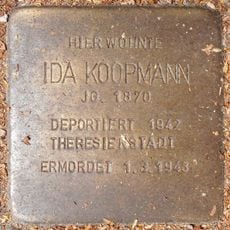 HIER WOHNTE
IDA KOOPMANN
JG. 1870
DEPORTIERT 1942
THERESIENSTADT
ERMORDET 1.3.1943